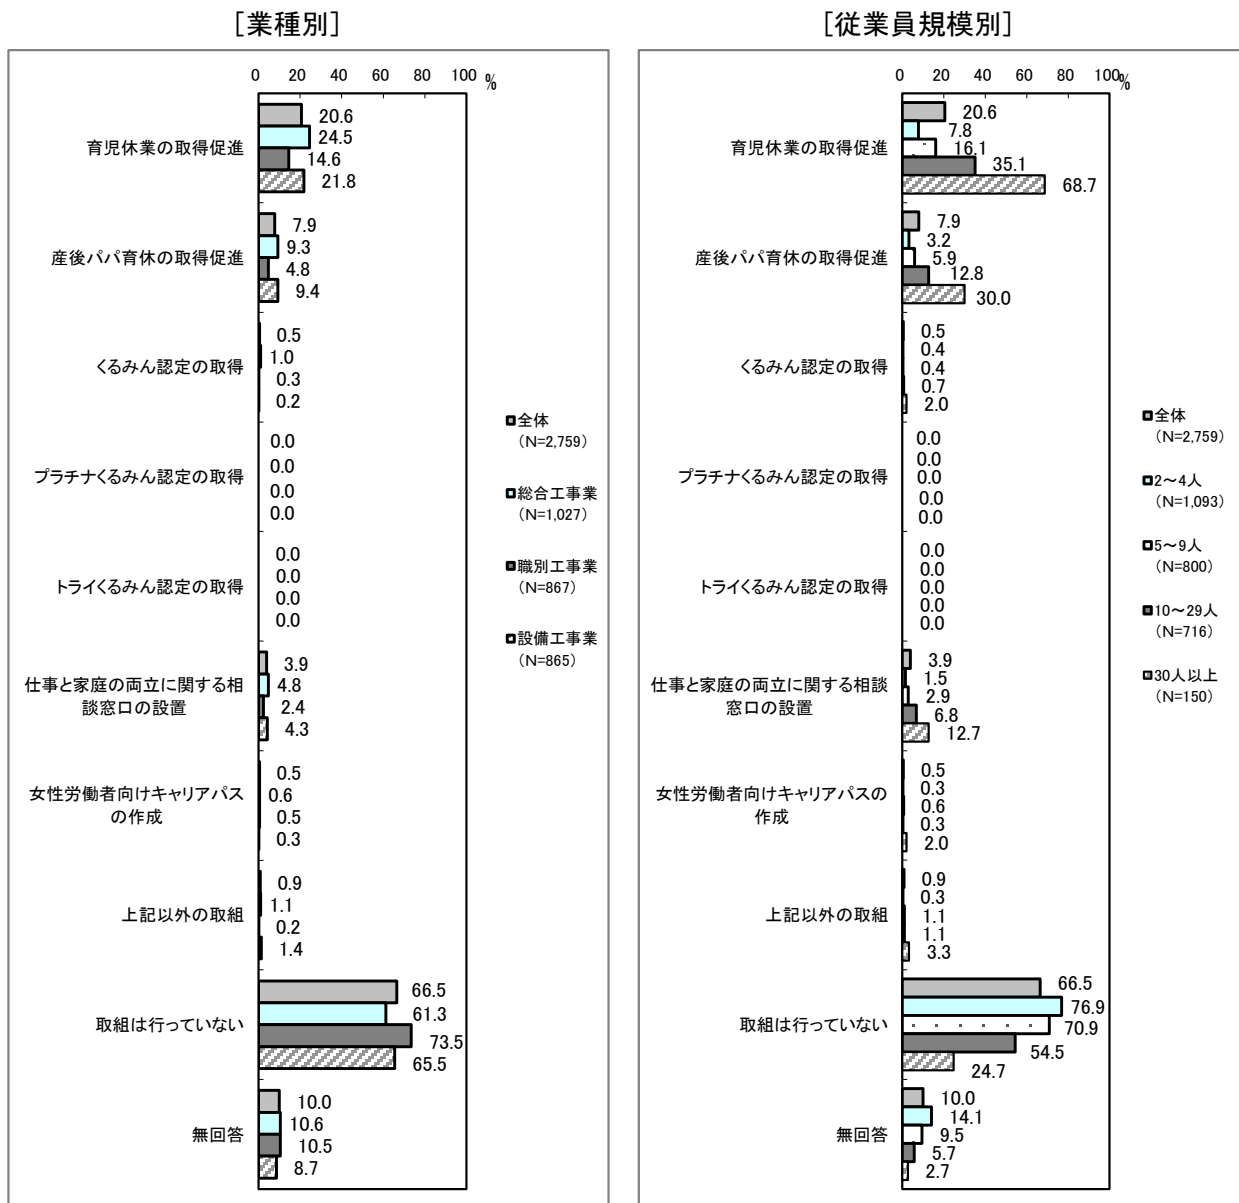 [業種別]
0 20 40 60 80 100 %
育児休業の取得促進
20.6
24.5
14.6
21.8
産後パパ育休の取得促進
7.9
9.3
4.8
9.4
くるみん認定の取得
0.5
1.0
0.3
0.2
プラチナくるみん認定の取得
0.0
0.0
0.0
0.0
トライくるみん認定の取得
0.0
0.0
0.0
0.0
仕事と家庭の両立に関する相
談窓口の設置
3.9
4.8
2.4
4.3
女性労働者向けキャリアパス
の作成
0.5
0.6
0.5
0.3
上記以外の取組
0.9
1.1
0.2
1.4
取組は行っていない
66.5
61.3
73.5
65.5
無回答
10.0
10.6
10.5
8.7
全体
(N=2,759)
総合工事業
(N=1,027)
職別工事業
(N=867)
設備工事業
(N=865)
[従業員規模別]
0 20 40 60 80 100 %
育児休業の取得促進
20.6
7.8
16.1
35.1
68.7
産後パパ育休の取得促進
7.9
3.2
5.9
12.8
30.0
くるみん認定の取得
0.5
0.4
0.4
0.7
2.0
プラチナくるみん認定の取得
0.0
0.0
0.0
0.0
0.0
トライくるみん認定の取得
0.0
0.0
0.0
0.0
0.0
仕事と家庭の両立に関する相談
窓口の設置
3.9
1.5
2.9
6.8
12.7
女性労働者向けキャリアパスの
作成
0.5
0.3
0.6
0.3
2.0
上記以外の取組
0.9
0.3
1.1
1.1
3.3
取組は行っていない
66.5
76.9
70.9
54.5
24.7
無回答
10.0
14.1
9.5
5.7
2.7
全体
(N=2,759)
2～4人
(N=1,093)
5～9人
(N=800)
10～29人
(N=716)
30人以上
(N=150)